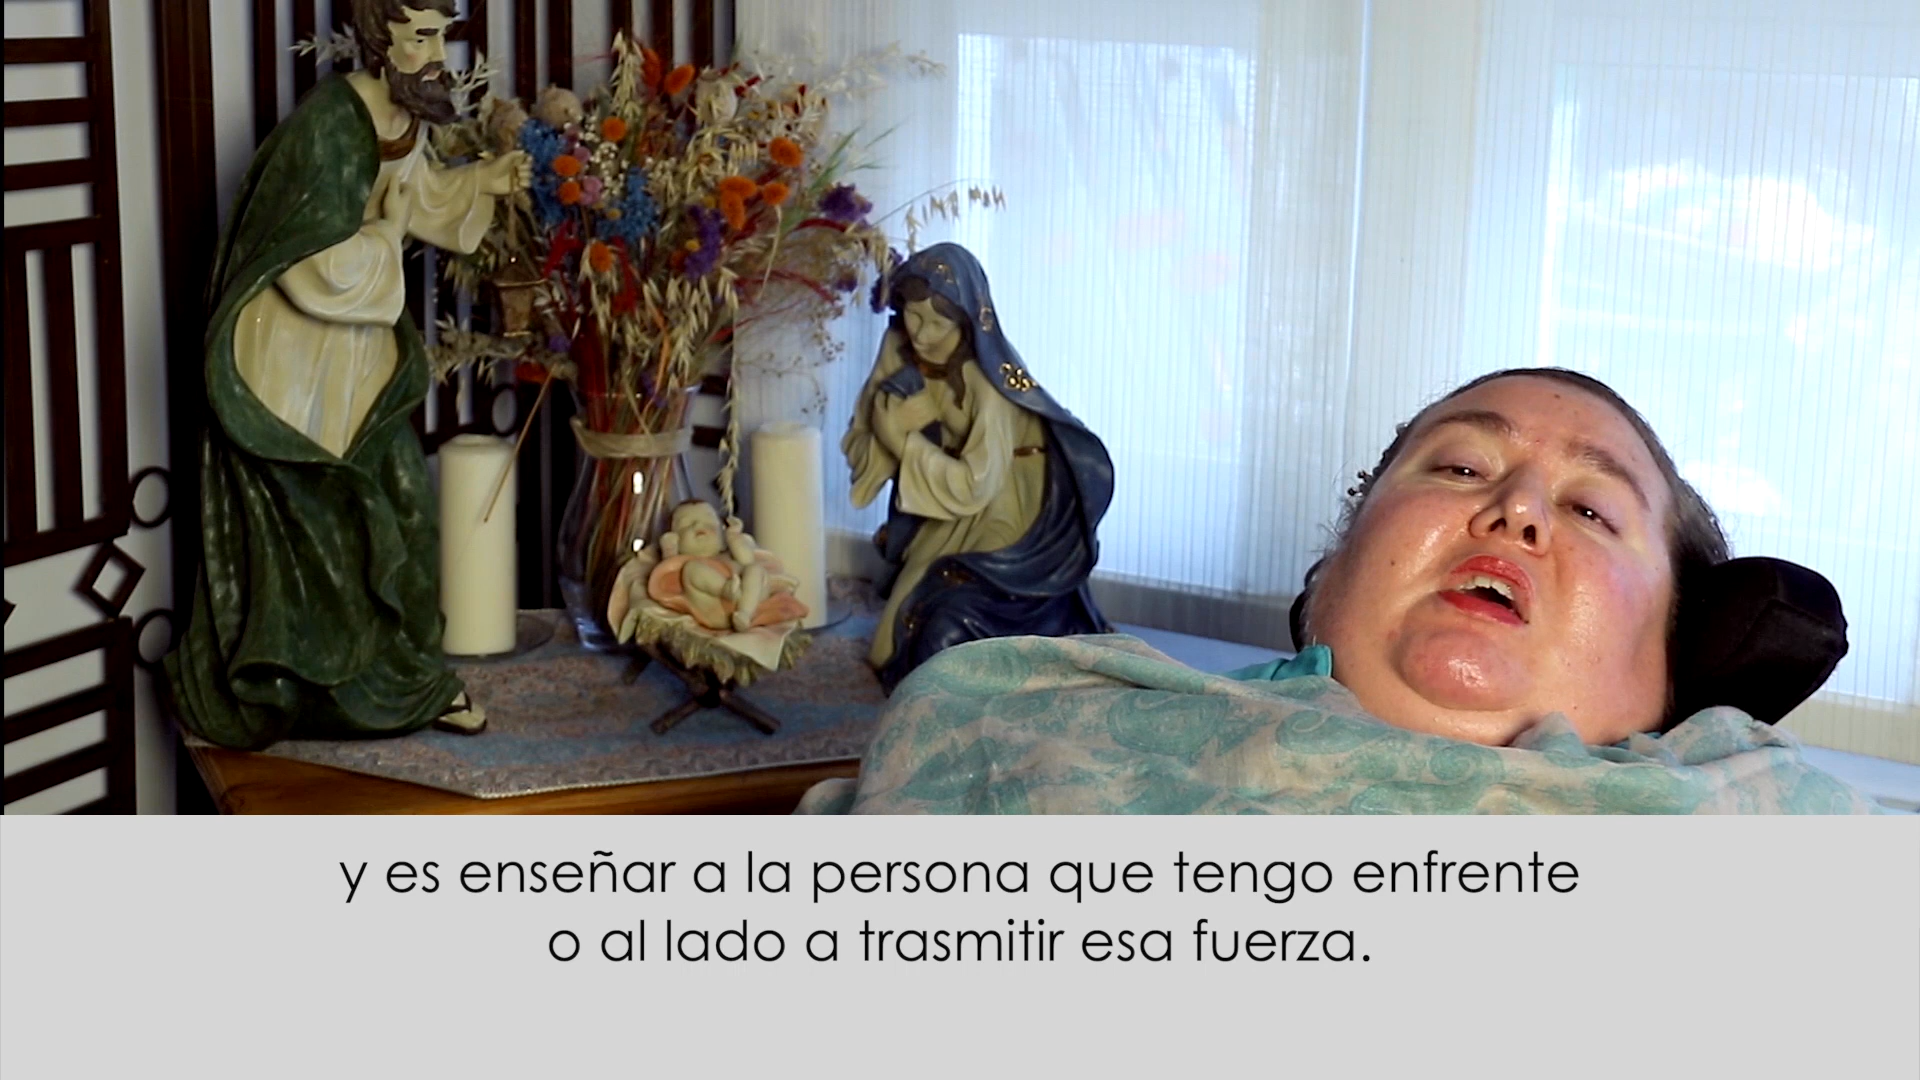 y es enseñar a la persona que tengo enfrente
o al lado a trasmitir esa fuerza.